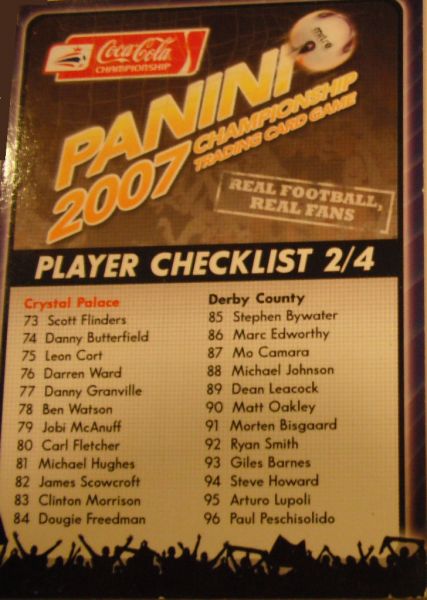 Coca-Cola
CHAMPIONSHIP
mitre
PANINI
2007 CHAMPIONSHIP
TRADING CARD GAME
REAL FOOTBALL,
REAL FANS
PLAYER CHECKLIST 2/4
Crystal Palace
73 Scott Flinders
74 Danny Butterfield
75 Leon Cort
76 Darren Ward
77 Danny Granville
78 Ben Watson
79 Jobi McAnuff
80 Carl Fletcher
81 Michael Hughes
82 James Scowcroft
83 Clinton Morrison
84 Dougie Freedman
Derby County
85 Stephen Bywater
86 Marc Edworthy
87 Mo Camara
88 Michael Johnson
89 Dean Leacock
90 Matt Oakley
91 Morten Bisgaard
92 Ryan Smith
93 Giles Barnes
94 Steve Howard
95 Arturo Lupoli
96 Paul Peschisolido